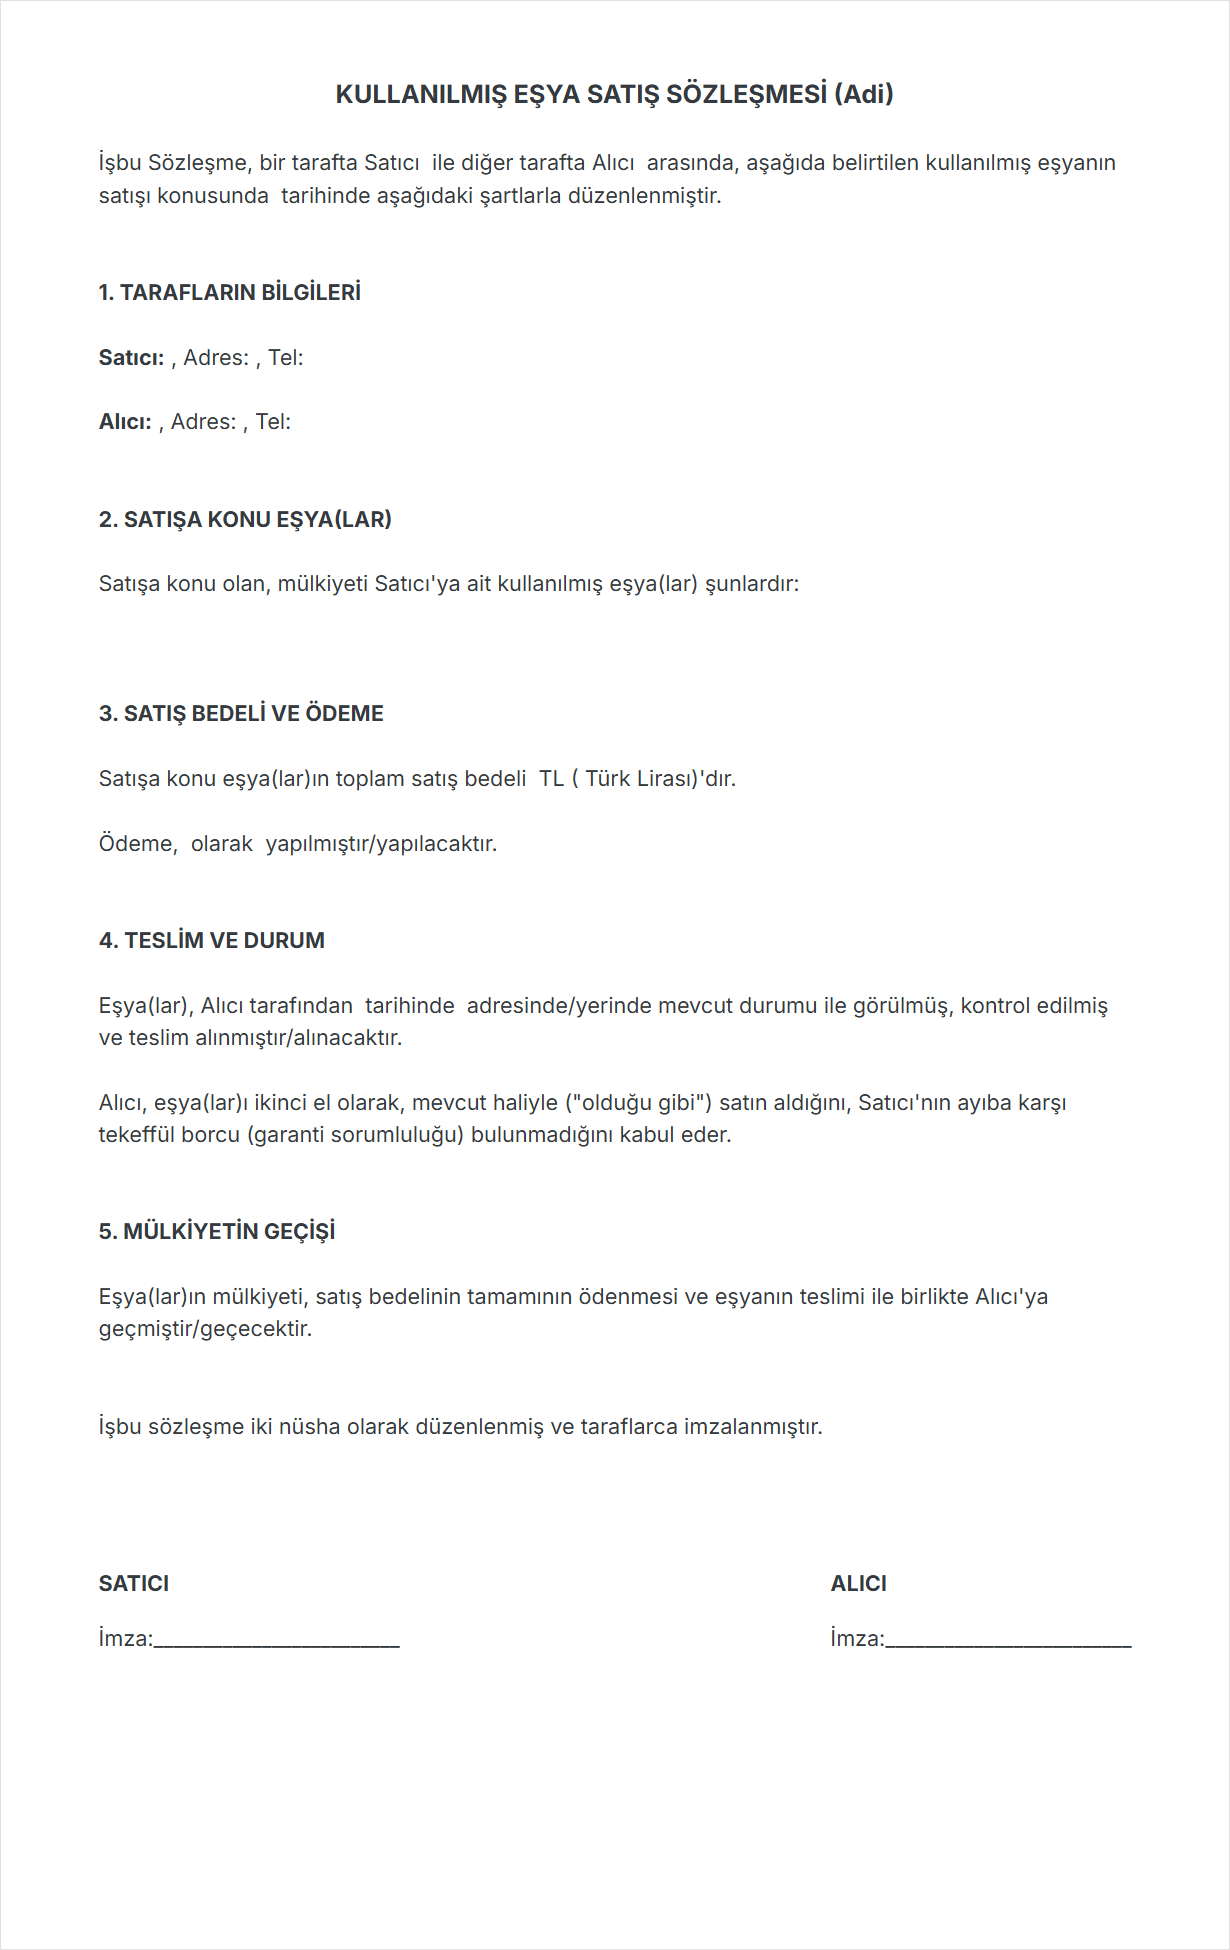 KULLANILMIŞ EŞYA SATIŞ SÖZLEŞMESİ (Adi)
İşbu Sözleşme, bir tarafta Satıcı  ile diğer tarafta Alıcı  arasında, aşağıda belirtilen kullanılmış eşyanın
satışı konusunda  tarihinde aşağıdaki şartlarla düzenlenmiştir.
1. TARAFLARIN BİLGİLERİ
Satıcı: , Adres: , Tel:
Alıcı: , Adres: , Tel:
2. SATIŞA KONU EŞYA(LAR)
Satışa konu olan, mülkiyeti Satıcı'ya ait kullanılmış eşya(lar) şunlardır:
3. SATIŞ BEDELİ VE ÖDEME
Satışa konu eşya(lar)ın toplam satış bedeli  TL ( Türk Lirası)'dır.
Ödeme,  olarak  yapılmıştır/yapılacaktır.
4. TESLİM VE DURUM
Eşya(lar), Alıcı tarafından  tarihinde  adresinde/yerinde mevcut durumu ile görülmüş, kontrol edilmiş
ve teslim alınmıştır/alınacaktır.
Alıcı, eşya(lar)ı ikinci el olarak, mevcut haliyle ("olduğu gibi") satın aldığını, Satıcı'nın ayıba karşı
tekeffül borcu (garanti sorumluluğu) bulunmadığını kabul eder.
5. MÜLKİYETİN GEÇİŞİ
Eşya(lar)ın mülkiyeti, satış bedelinin tamamının ödenmesi ve eşyanın teslimi ile birlikte Alıcı'ya
geçmiştir/geçecektir.
İşbu sözleşme iki nüsha olarak düzenlenmiş ve taraflarca imzalanmıştır.
SATICI ALICI
İmza:_________________________ İmza:_________________________